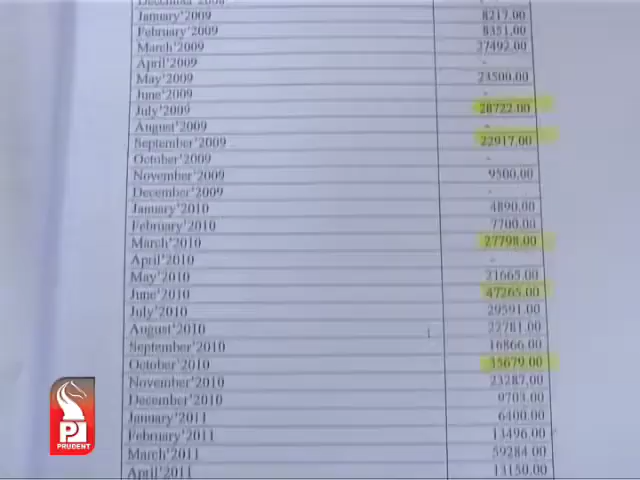 December'2008
January'2009 8217.00
February'2009 8351.00
March'2009 27492.00
April'2009 -
May'2009 23500.00
June'2009 -
July'2009 28722.00
August'2009 -
September'2009 22917.00
October'2009 -
November'2009 9500.00
December'2009 -
January'2010 4890.00
February'2010 7700.00
March'2010 27798.00
April'2010 -
May'2010 21665.00
June'2010 47265.00
July'2010 29591.00
August'2010 22781.00
September'2010 16866.00
October'2010 35679.00
November'2010 23287.00
December'2010 9703.00
January'2011 6400.00
February'2011 13496.00
March'2011 59284.00
April'2011 13150.00
PRUDENT